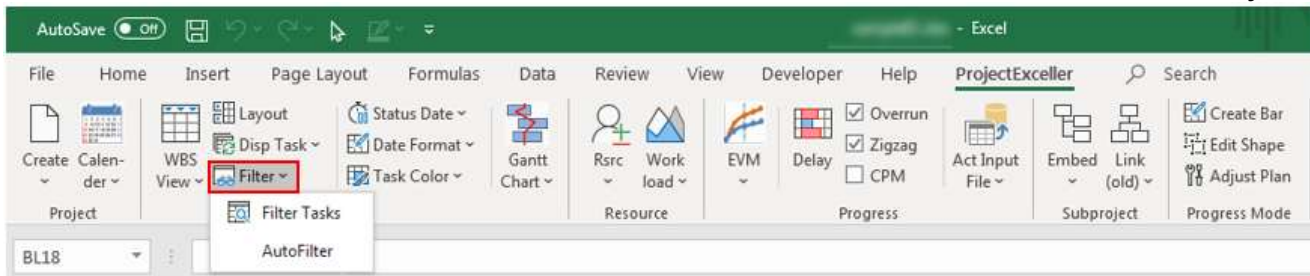 AutoSave Off - Excel
File Home Insert Page Layout Formulas Data Review View Developer Help ProjectExceller Search
Layout Status Date Overrun Create Bar
Disp Task Date Format Zigzag Edit Shape
Create Calen- WBS Gantt Rsrc Work EVM Delay Act Input Embed Link
der View Filter Task Color Chart load CPM File (old) Adjust Plan
Project Filter Tasks Resource Progress Subproject Progress Mode
BL18 AutoFilter